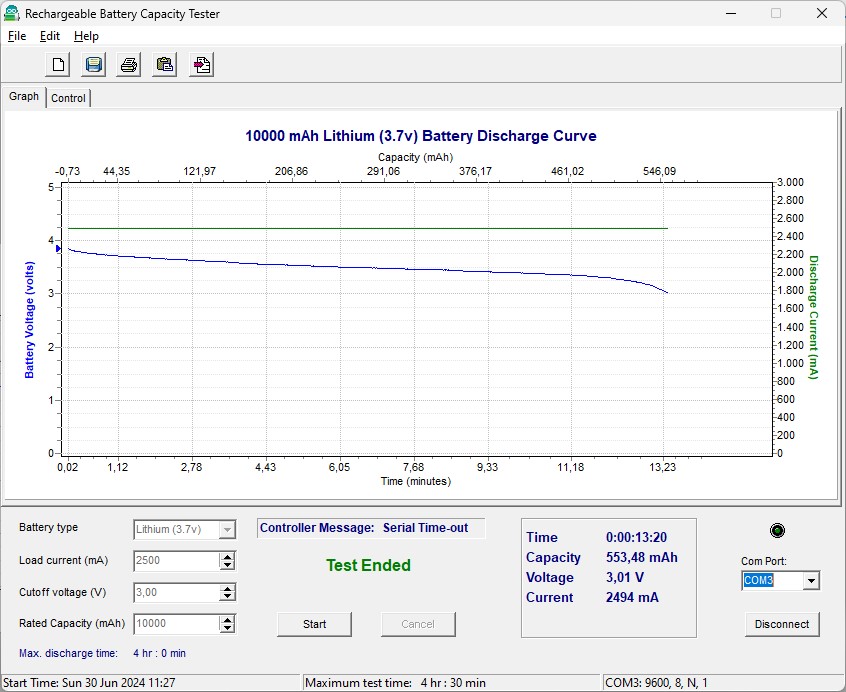 Rechargeable Battery Capacity Tester
File Edit Help
Graph Control
10000 mAh Lithium (3.7v) Battery Discharge Curve
Capacity (mAh)
-0,73 44,35 121,97 206,86 291,06 376,17 461,02 546,09
5
4
3
2
1
0
Battery Voltage (volts)
3.000
2.800
2.600
2.400
2.200
2.000
1.800
1.600
1.400
1.200
1.000
800
600
400
200
0
Discharge Current (mA)
0,02 1,12 2,78 4,43 6,05 7,68 9,33 11,18 13,23
Time (minutes)
Battery type Lithium (3.7v)
Load current (mA) 2500
Cutoff voltage (V) 3,00
Rated Capacity (mAh) 10000
Max. discharge time: 4 hr : 0 min
Controller Message: Serial Time-out
Test Ended
Start Cancel
Time 0:00:13:20
Capacity 553,48 mAh
Voltage 3,01 V
Current 2494 mA
Com Port:
COM3
Disconnect
Start Time: Sun 30 Jun 2024 11:27 Maximum test time: 4 hr : 30 min COM3: 9600, 8, N, 1